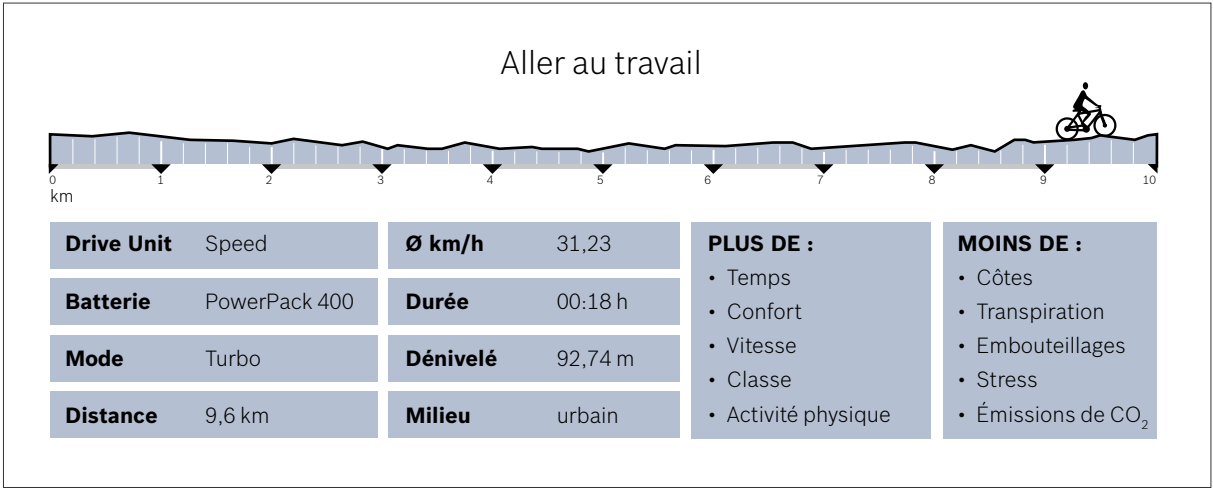 Aller au travail
0 1 2 3 4 5 6 7 8 9 10
km
Drive Unit Speed
Batterie PowerPack 400
Mode Turbo
Distance 9,6 km
Ø km/h 31,23
Durée 00:18 h
Dénivelé 92,74 m
Milieu urbain
PLUS DE :
• Temps
• Confort
• Vitesse
• Classe
• Activité physique
MOINS DE :
• Côtes
• Transpiration
• Embouteillages
• Stress
• Émissions de CO₂